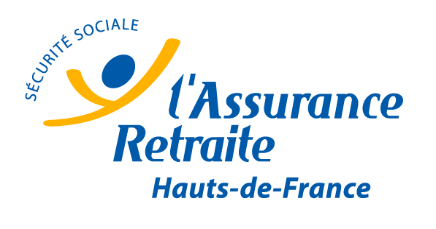 SÉCURITÉ SOCIALE
l'Assurance
Retraite
Hauts-de-France